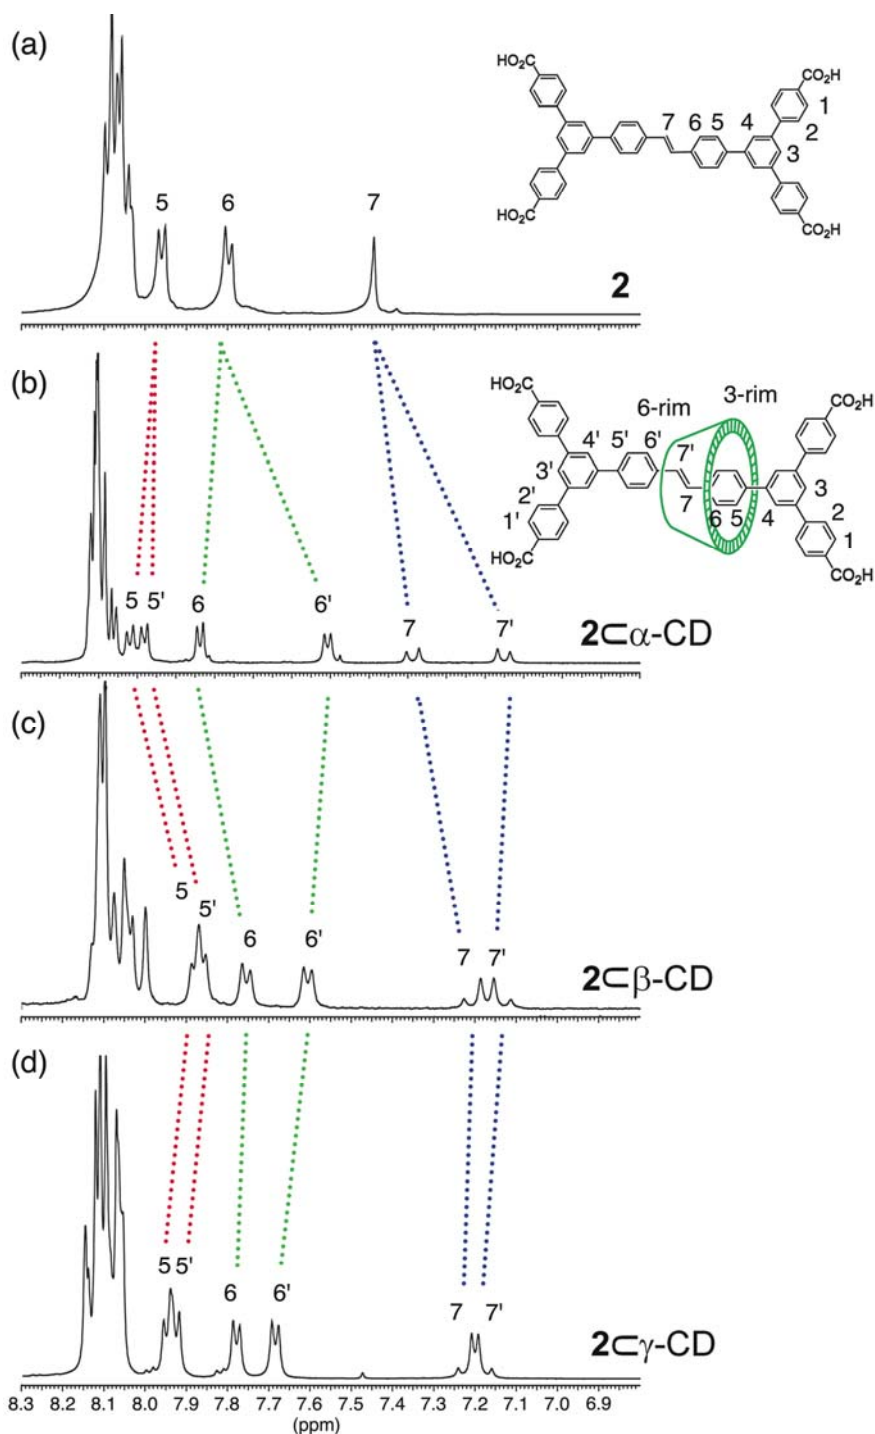 (a)
HO₂C
CO₂H
1
7 6 5 4 2
3
5 6 7
HO₂C
CO₂H
2
(b)
HO₂C
6-rim 3-rim
CO₂H
4' 5' 6' 7'
3'
2'
1'
7 6 5 4
3
2
1
HO₂C
CO₂H
5 5' 6 6' 7 7'
2⊂α-CD
(c)
5
5' 6 6' 7 7'
2⊂β-CD
(d)
5 5' 6 6' 7 7'
2⊂γ-CD
8.3 8.1 8.0 7.9 7.8 7.7 7.6 7.5 7.4 7.3 7.2 7.1 6.9
(ppm)